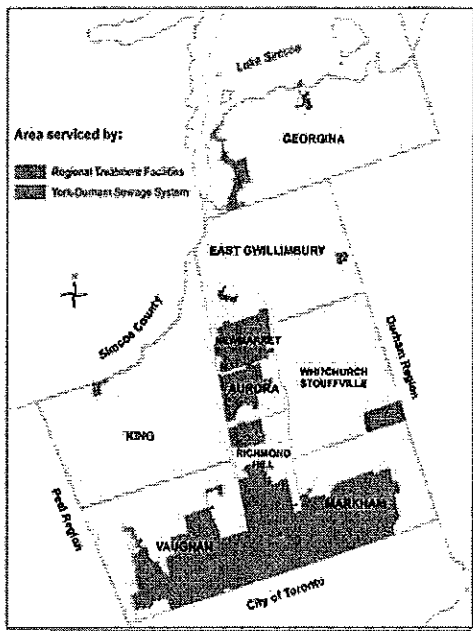 Lake Simcoe
GEORGINA
Area serviced by:
Regional Treatment Facilities
York-Durham Sewage System
EAST GWILLIMBURY
Simcoe County
NEWMARKET
Durham Region
WHITCHURCH
STOUFFVILLE
AURORA
KING
RICHMOND
HILL
Peel Region
MARKHAM
VAUGHAN
City of Toronto